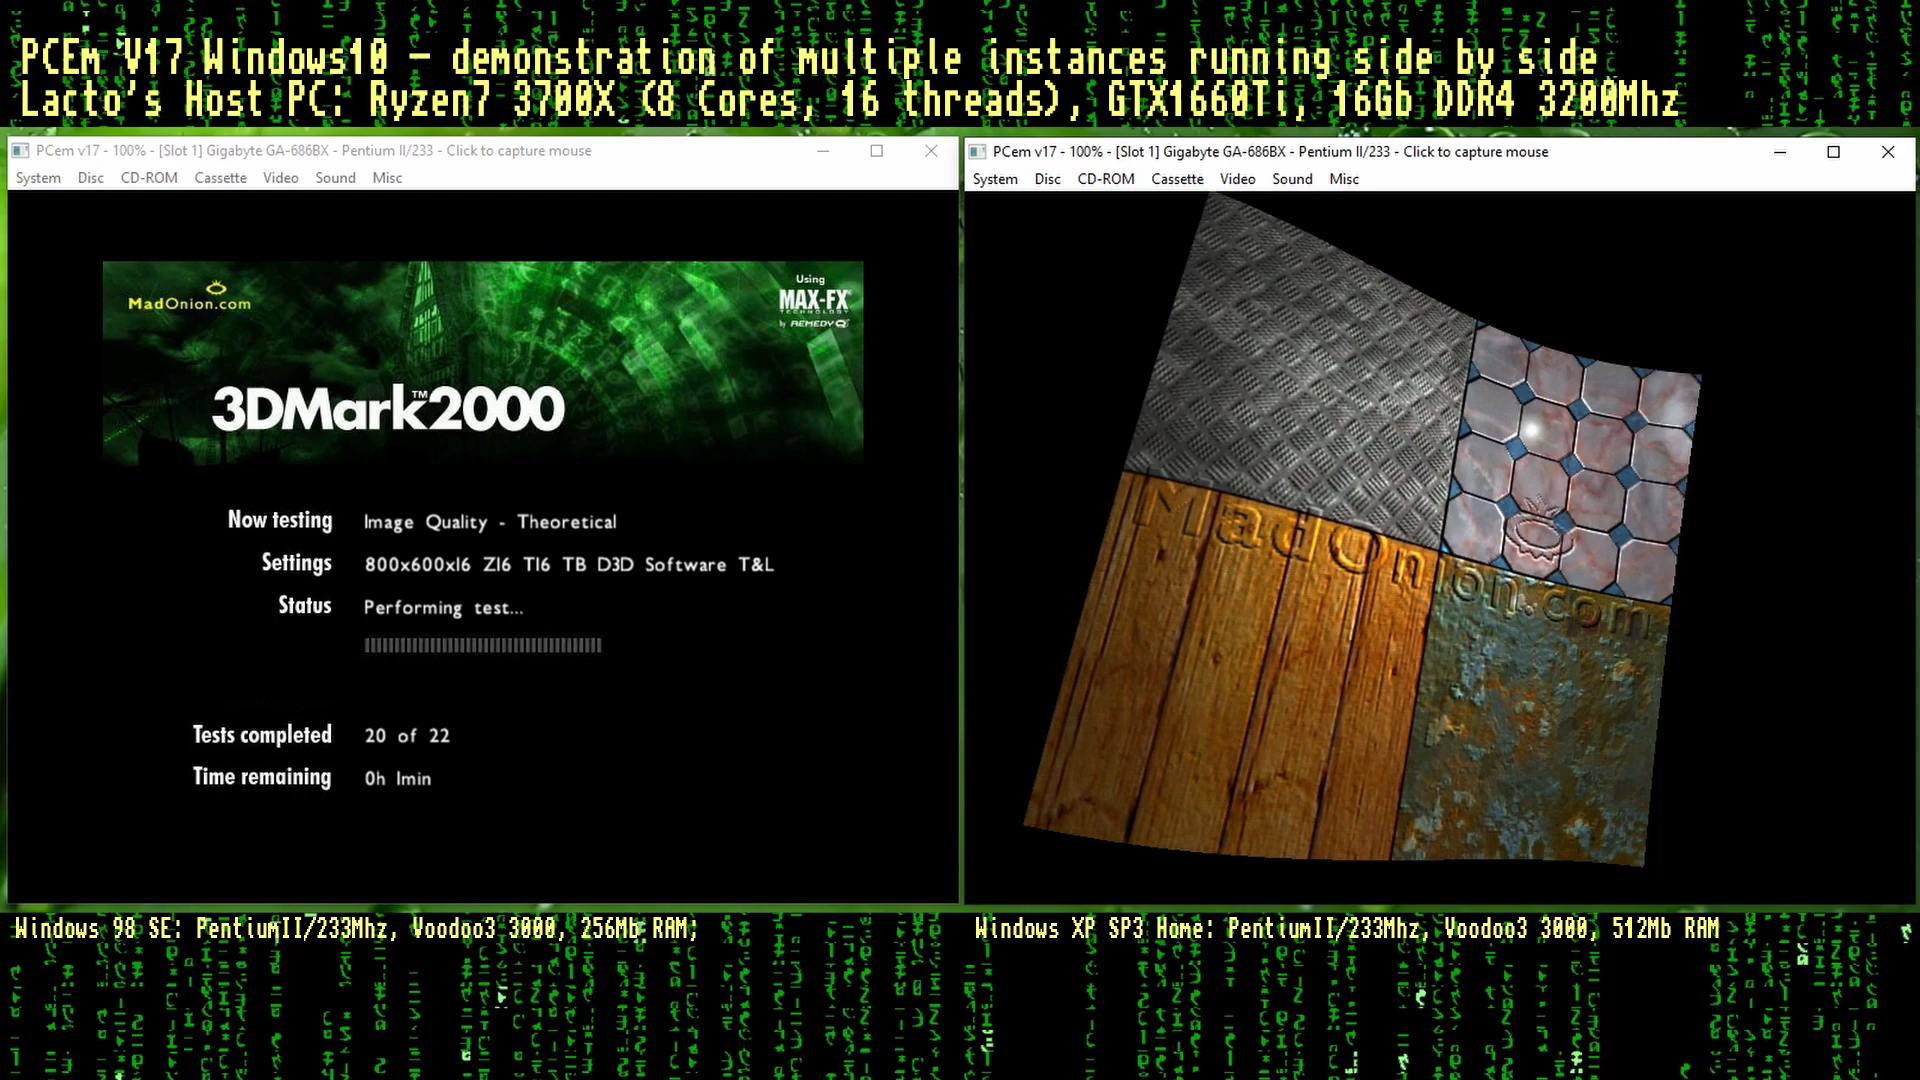 PCEm V17 Windows10 - demonstration of multiple instances running side by side
Lacto's Host PC: Ryzen7 3700X (8 Cores, 16 threads), GTX1660Ti, 16Gb DDR4 3200Mhz
PCem v17 - 100% - [Slot 1] Gigabyte GA-686BX - Pentium II/233 - Click to capture mouse
System Disc CD-ROM Cassette Video Sound Misc
MadOnion.com
Using
MAX-FX
TECHNOLOGY
by REMEDY
3DMark™2000
Now testing Image Quality - Theoretical
Settings 800x600x16 Z16 T16 TB D3D Software T&L
Status Performing test...
Tests completed 20 of 22
Time remaining 0h 1min
PCem v17 - 100% - [Slot 1] Gigabyte GA-686BX - Pentium II/233 - Click to capture mouse
System Disc CD-ROM Cassette Video Sound Misc
MadOnion.com
Windows 98 SE: PentiumII/233Mhz, Voodoo3 3000, 256Mb RAM;
Windows XP SP3 Home: PentiumII/233Mhz, Voodoo3 3000, 512Mb RAM